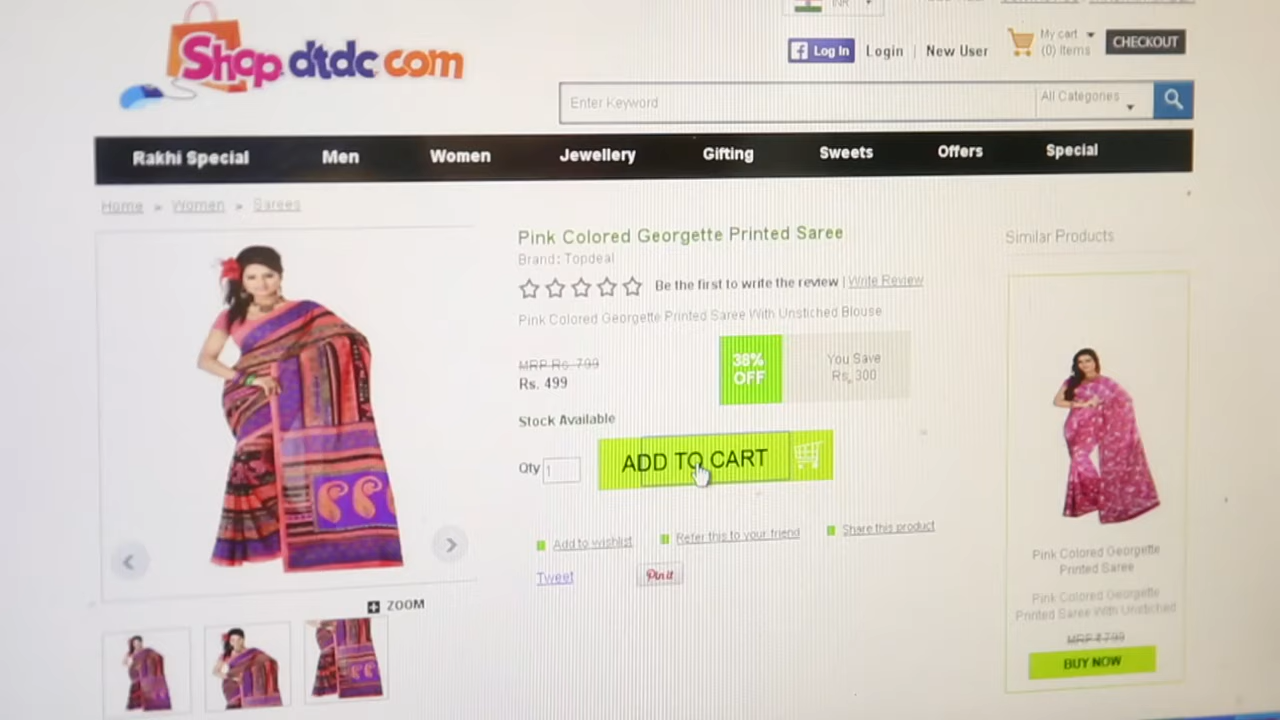 INR
Shop dtdc com
f Log In
Login | New User
My cart
(0) Items
CHECKOUT
Enter Keyword
All Categories
Rakhi Special
Men
Women
Jewellery
Gifting
Sweets
Offers
Special
Home » Women » Sarees
Pink Colored Georgette Printed Saree
Brand: Topdeal
Be the first to write the review | Write Review
Pink Colored Georgette Printed Saree With Unstiched Blouse
MRP Rs. 799
Rs. 499
38%
OFF
You Save
Rs. 300
Stock Available
Qty 1
ADD TO CART
Add to wishlist
Refer this to your friend
Share this product
Tweet
Pin it
ZOOM
Similar Products
Pink Colored Georgette
Printed Saree
Pink Colored Georgette
Printed Saree With Unstiched
MRP ₹ 799
BUY NOW